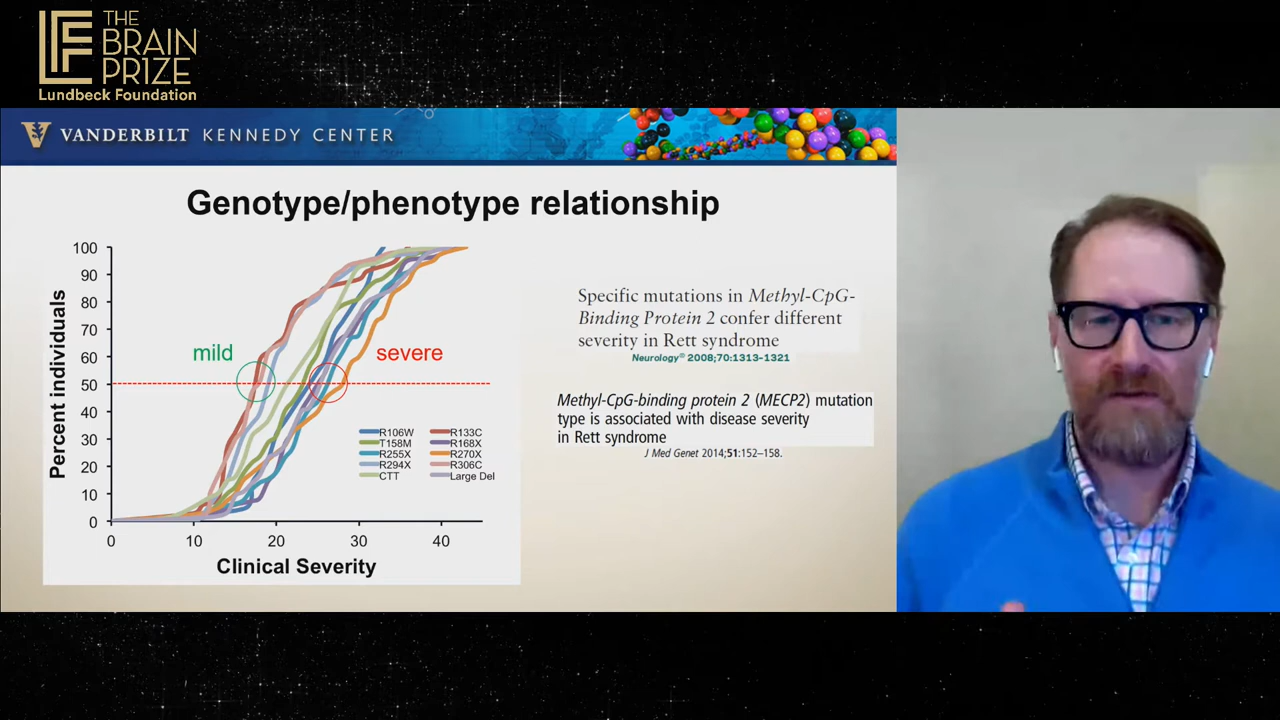 THE
BRAIN
PRIZE
Lundbeck Foundation
VANDERBILT KENNEDY CENTER
Genotype/phenotype relationship
Percent individuals
100
90
80
70
60
50
40
30
20
10
0
mild
severe
R106W
R133C
T158M
R168X
R255X
R270X
R294X
R306C
CTT
Large Del
0
10
20
30
40
Clinical Severity
Specific mutations in Methyl-CpG-
Binding Protein 2 confer different
severity in Rett syndrome
Neurology® 2008;70:1313–1321
Methyl-CpG-binding protein 2 (MECP2) mutation
type is associated with disease severity
in Rett syndrome
J Med Genet 2014;51:152–158.